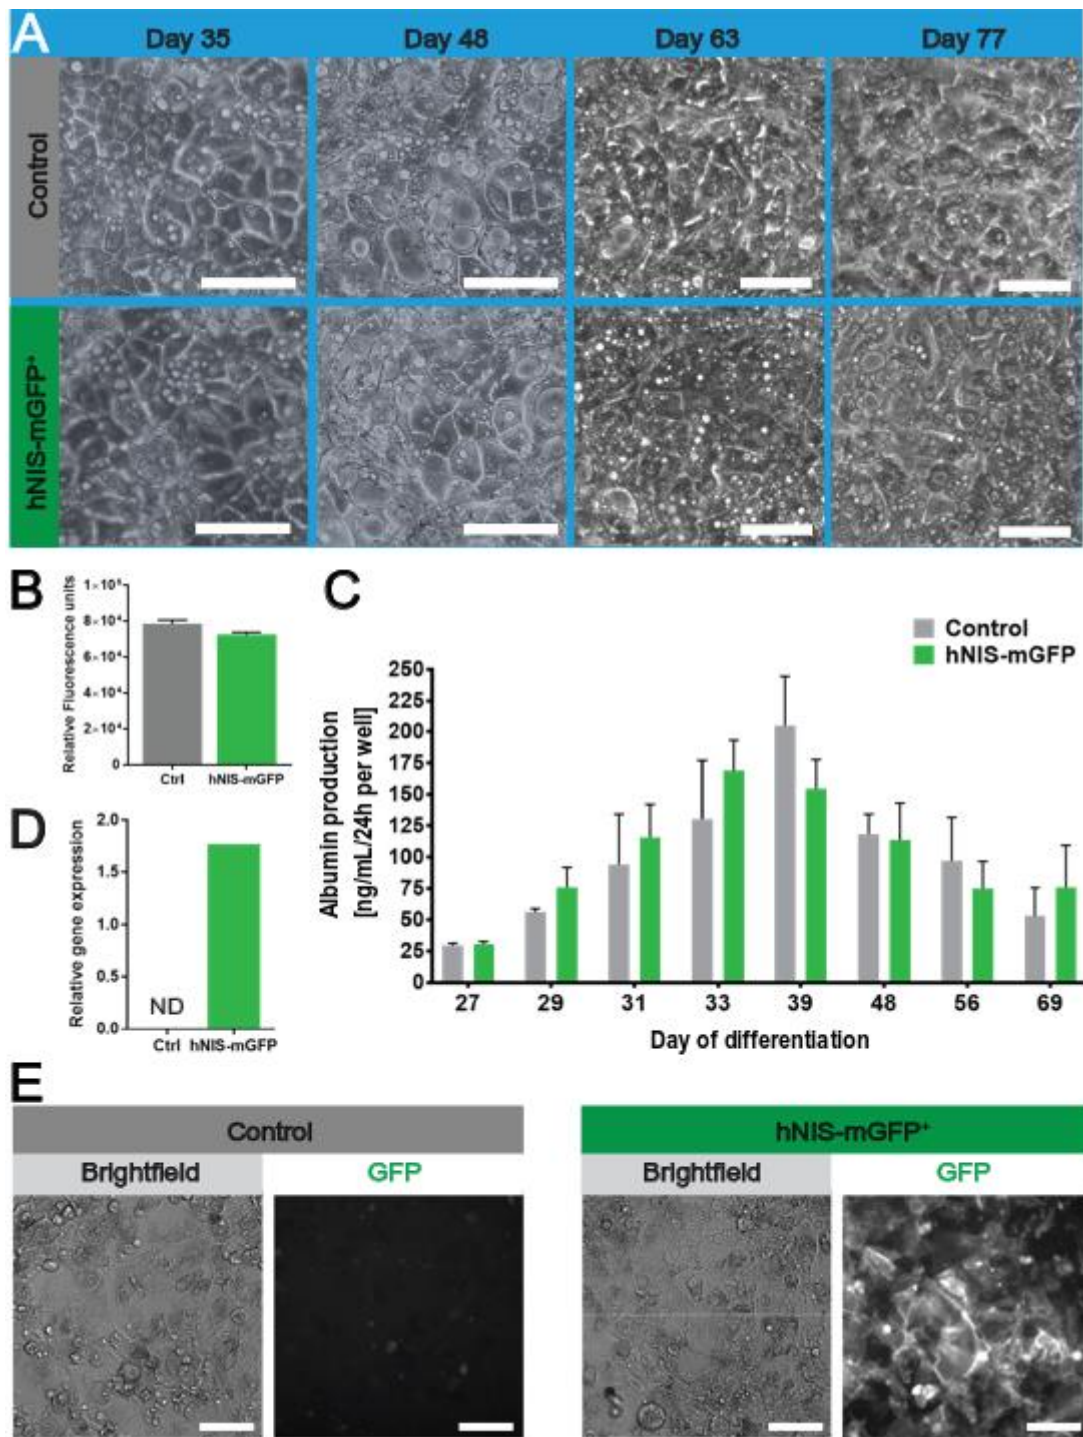 A
Day 35 Day 48 Day 63 Day 77
Control
hNIS-mGFP⁺
B
Relative Fluorescence units
1×10⁵
8×10⁴
6×10⁴
4×10⁴
2×10⁴
0
Ctrl hNIS-mGFP
C
Control
hNIS-mGFP
Albumin production
[ng/mL/24h per well]
250
225
200
175
150
125
100
75
50
25
0
27 29 31 33 39 48 56 69
Day of differentiation
D
Relative gene expression
2.0
1.5
1.0
0.5
0.0
ND
Ctrl hNIS-mGFP
E
Control
Brightfield GFP
hNIS-mGFP⁺
Brightfield GFP